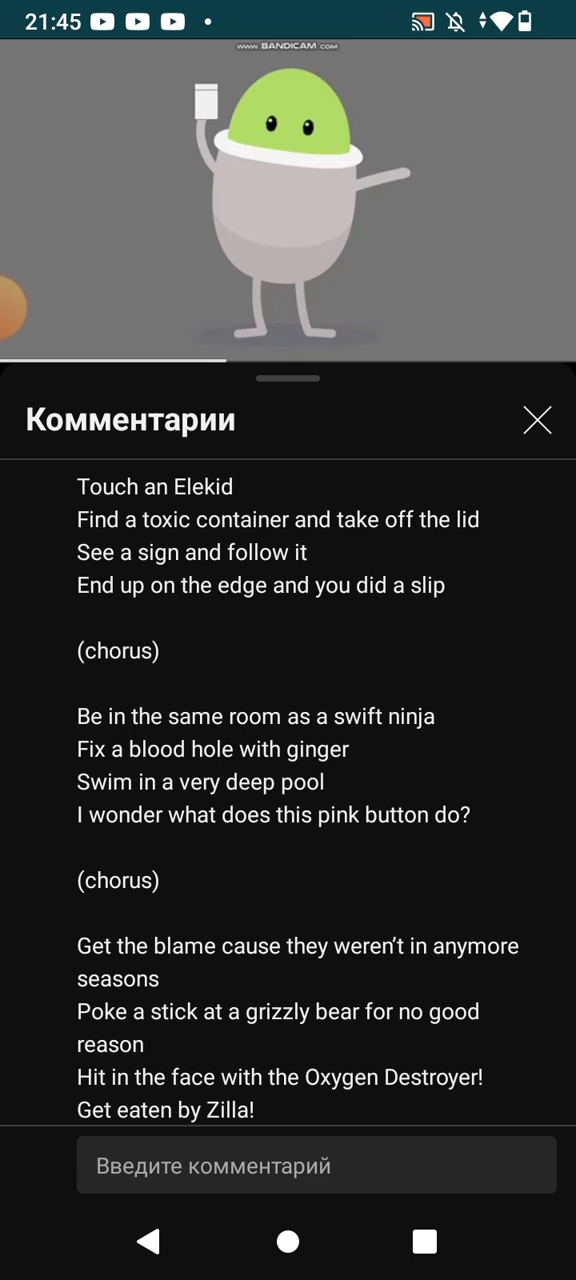 21:45
www.BANDICAM.com
Комментарии
Touch an Elekid
Find a toxic container and take off the lid
See a sign and follow it
End up on the edge and you did a slip
(chorus)
Be in the same room as a swift ninja
Fix a blood hole with ginger
Swim in a very deep pool
I wonder what does this pink button do?
(chorus)
Get the blame cause they weren’t in anymore
seasons
Poke a stick at a grizzly bear for no good
reason
Hit in the face with the Oxygen Destroyer!
Get eaten by Zilla!
Введите комментарий